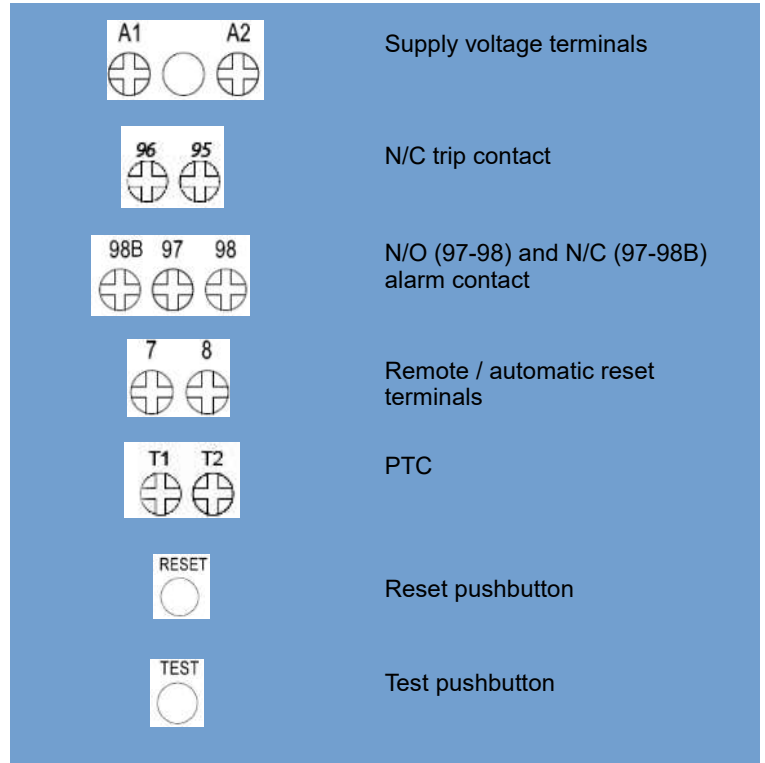 A1 A2
Supply voltage terminals
96 95
N/C trip contact
98B 97 98
N/O (97-98) and N/C (97-98B)
alarm contact
7 8
Remote / automatic reset
terminals
T1 T2
PTC
RESET
Reset pushbutton
TEST
Test pushbutton